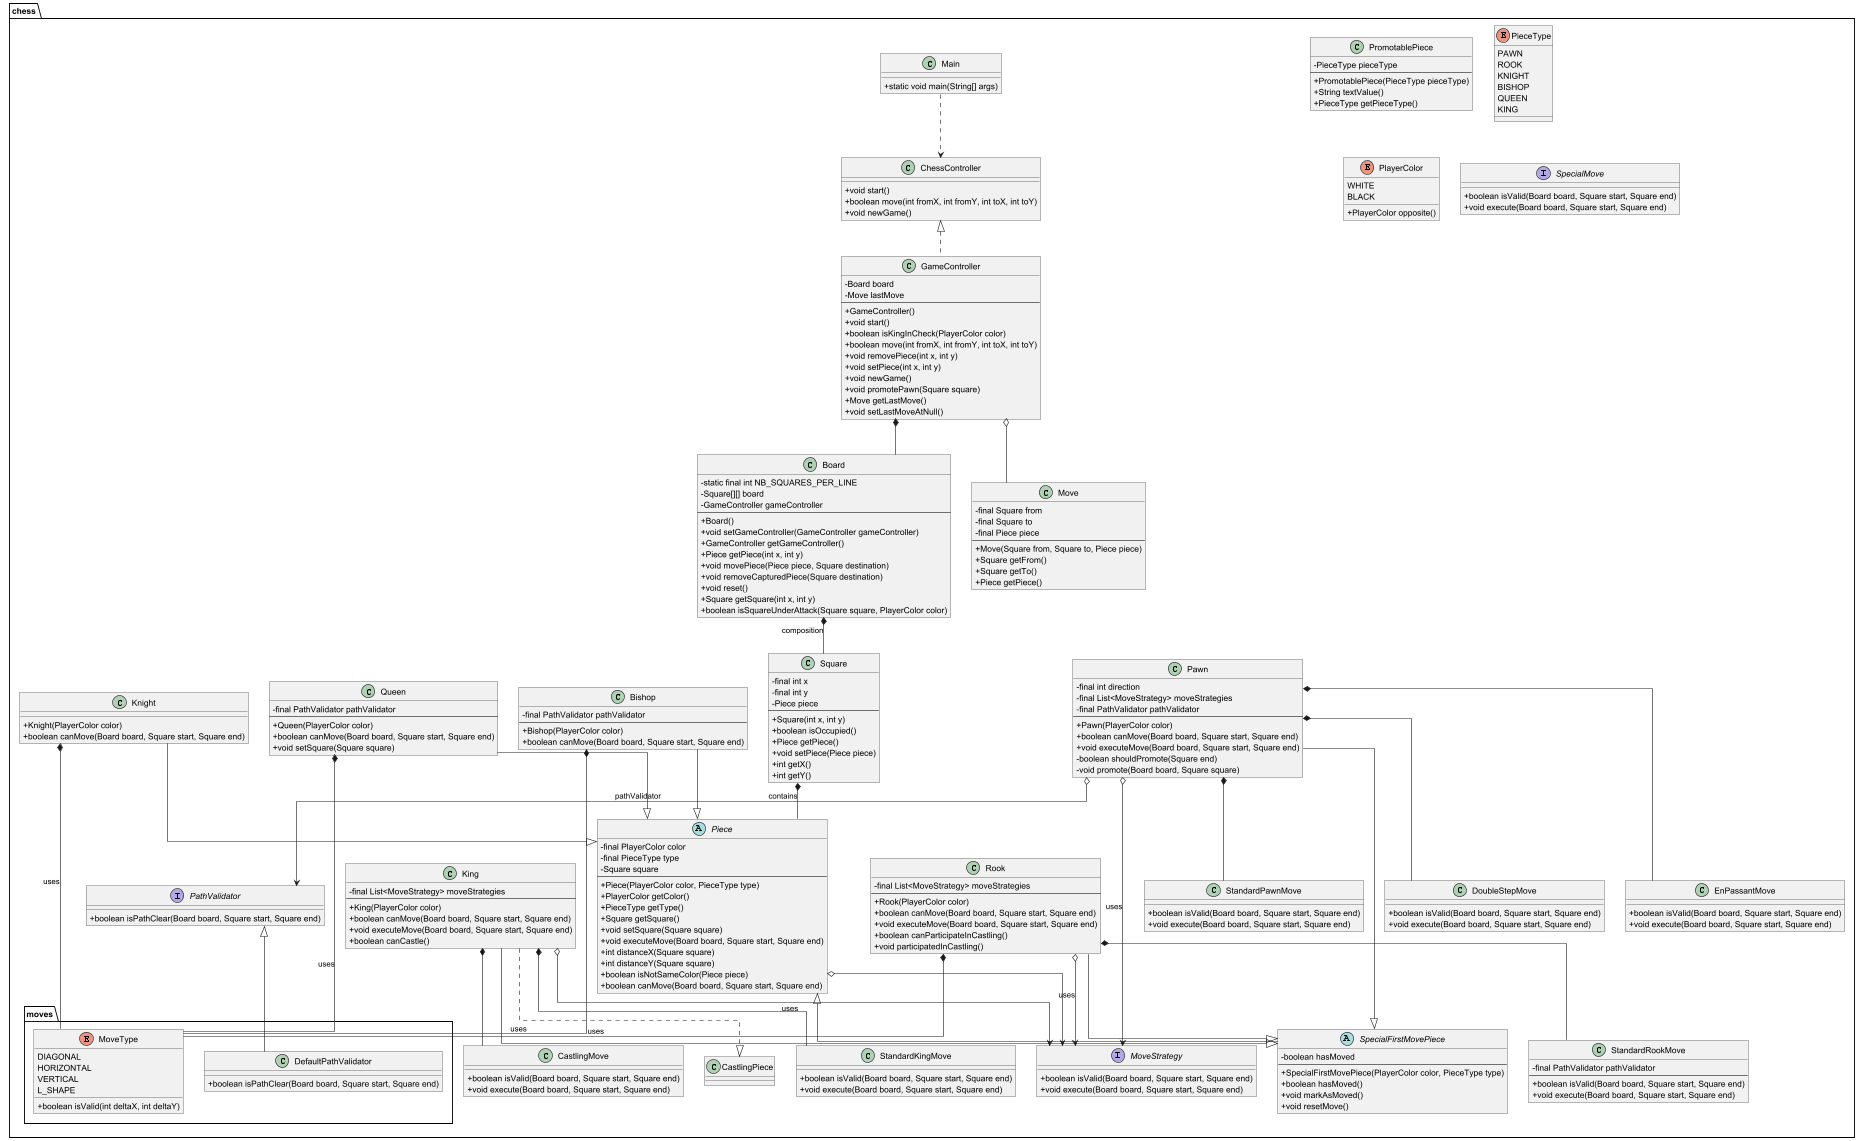 chess
C Main
+static void main(String[] args)
C PromotablePiece
-PieceType pieceType
+PromotablePiece(PieceType pieceType)
+String textValue()
+PieceType getPieceType()
E PieceType
PAWN
ROOK
KNIGHT
BISHOP
QUEEN
KING
C ChessController
+void start()
+boolean move(int fromX, int fromY, int toX, int toY)
+void newGame()
E PlayerColor
WHITE
BLACK
+PlayerColor opposite()
I SpecialMove
+boolean isValid(Board board, Square start, Square end)
+void execute(Board board, Square start, Square end)
C GameController
-Board board
-Move lastMove
+GameController()
+void start()
+boolean isKingInCheck(PlayerColor color)
+boolean move(int fromX, int fromY, int toX, int toY)
+void removePiece(int x, int y)
+void setPiece(int x, int y)
+void newGame()
+void promotePawn(Square square)
+Move getLastMove()
+void setLastMoveAtNull()
C Board
-static final int NB_SQUARES_PER_LINE
-Square[][] board
-GameController gameController
+Board()
+void setGameController(GameController gameController)
+GameController getGameController()
+Piece getPiece(int x, int y)
+void movePiece(Piece piece, Square destination)
+void removeCapturedPiece(Square destination)
+void reset()
+Square getSquare(int x, int y)
+boolean isSquareUnderAttack(Square square, PlayerColor color)
C Move
-final Square from
-final Square to
-final Piece piece
+Move(Square from, Square to, Piece piece)
+Square getFrom()
+Square getTo()
+Piece getPiece()
composition
C Knight
+Knight(PlayerColor color)
+boolean canMove(Board board, Square start, Square end)
C Queen
-final PathValidator pathValidator
+Queen(PlayerColor color)
+boolean canMove(Board board, Square start, Square end)
+void setSquare(Square square)
C Bishop
-final PathValidator pathValidator
+Bishop(PlayerColor color)
+boolean canMove(Board board, Square start, Square end)
C Square
-final int x
-final int y
-Piece piece
+Square(int x, int y)
+boolean isOccupied()
+Piece getPiece()
+void setPiece(Piece piece)
+int getX()
+int getY()
C Pawn
-final int direction
-final List<MoveStrategy> moveStrategies
-final PathValidator pathValidator
+Pawn(PlayerColor color)
+boolean canMove(Board board, Square start, Square end)
+void executeMove(Board board, Square start, Square end)
-boolean shouldPromote(Square end)
-void promote(Board board, Square square)
pathValidator
contains
uses
I PathValidator
+boolean isPathClear(Board board, Square start, Square end)
C King
-final List<MoveStrategy> moveStrategies
+King(PlayerColor color)
+boolean canMove(Board board, Square start, Square end)
+void executeMove(Board board, Square start, Square end)
+boolean canCastle()
A Piece
-final PlayerColor color
-final PieceType type
-Square square
+Piece(PlayerColor color, PieceType type)
+PlayerColor getColor()
+PieceType getType()
+Square getSquare()
+void setSquare(Square square)
+void executeMove(Board board, Square start, Square end)
+int distanceX(Square square)
+int distanceY(Square square)
+boolean isNotSameColor(Piece piece)
+boolean canMove(Board board, Square start, Square end)
C Rook
-final List<MoveStrategy> moveStrategies
+Rook(PlayerColor color)
+boolean canMove(Board board, Square start, Square end)
+void executeMove(Board board, Square start, Square end)
+boolean canParticipateInCastling()
+void participatedInCastling()
uses
C StandardPawnMove
+boolean isValid(Board board, Square start, Square end)
+void execute(Board board, Square start, Square end)
C DoubleStepMove
+boolean isValid(Board board, Square start, Square end)
+void execute(Board board, Square start, Square end)
C EnPassantMove
+boolean isValid(Board board, Square start, Square end)
+void execute(Board board, Square start, Square end)
uses
uses
uses
uses
uses
moves
E MoveType
DIAGONAL
HORIZONTAL
VERTICAL
L_SHAPE
+boolean isValid(int deltaX, int deltaY)
C DefaultPathValidator
+boolean isPathClear(Board board, Square start, Square end)
C CastlingMove
+boolean isValid(Board board, Square start, Square end)
+void execute(Board board, Square start, Square end)
C CastlingPiece
C StandardKingMove
+boolean isValid(Board board, Square start, Square end)
+void execute(Board board, Square start, Square end)
I MoveStrategy
+boolean isValid(Board board, Square start, Square end)
+void execute(Board board, Square start, Square end)
A SpecialFirstMovePiece
-boolean hasMoved
+SpecialFirstMovePiece(PlayerColor color, PieceType type)
+boolean hasMoved()
+void markAsMoved()
+void resetMove()
C StandardRookMove
-final PathValidator pathValidator
+boolean isValid(Board board, Square start, Square end)
+void execute(Board board, Square start, Square end)